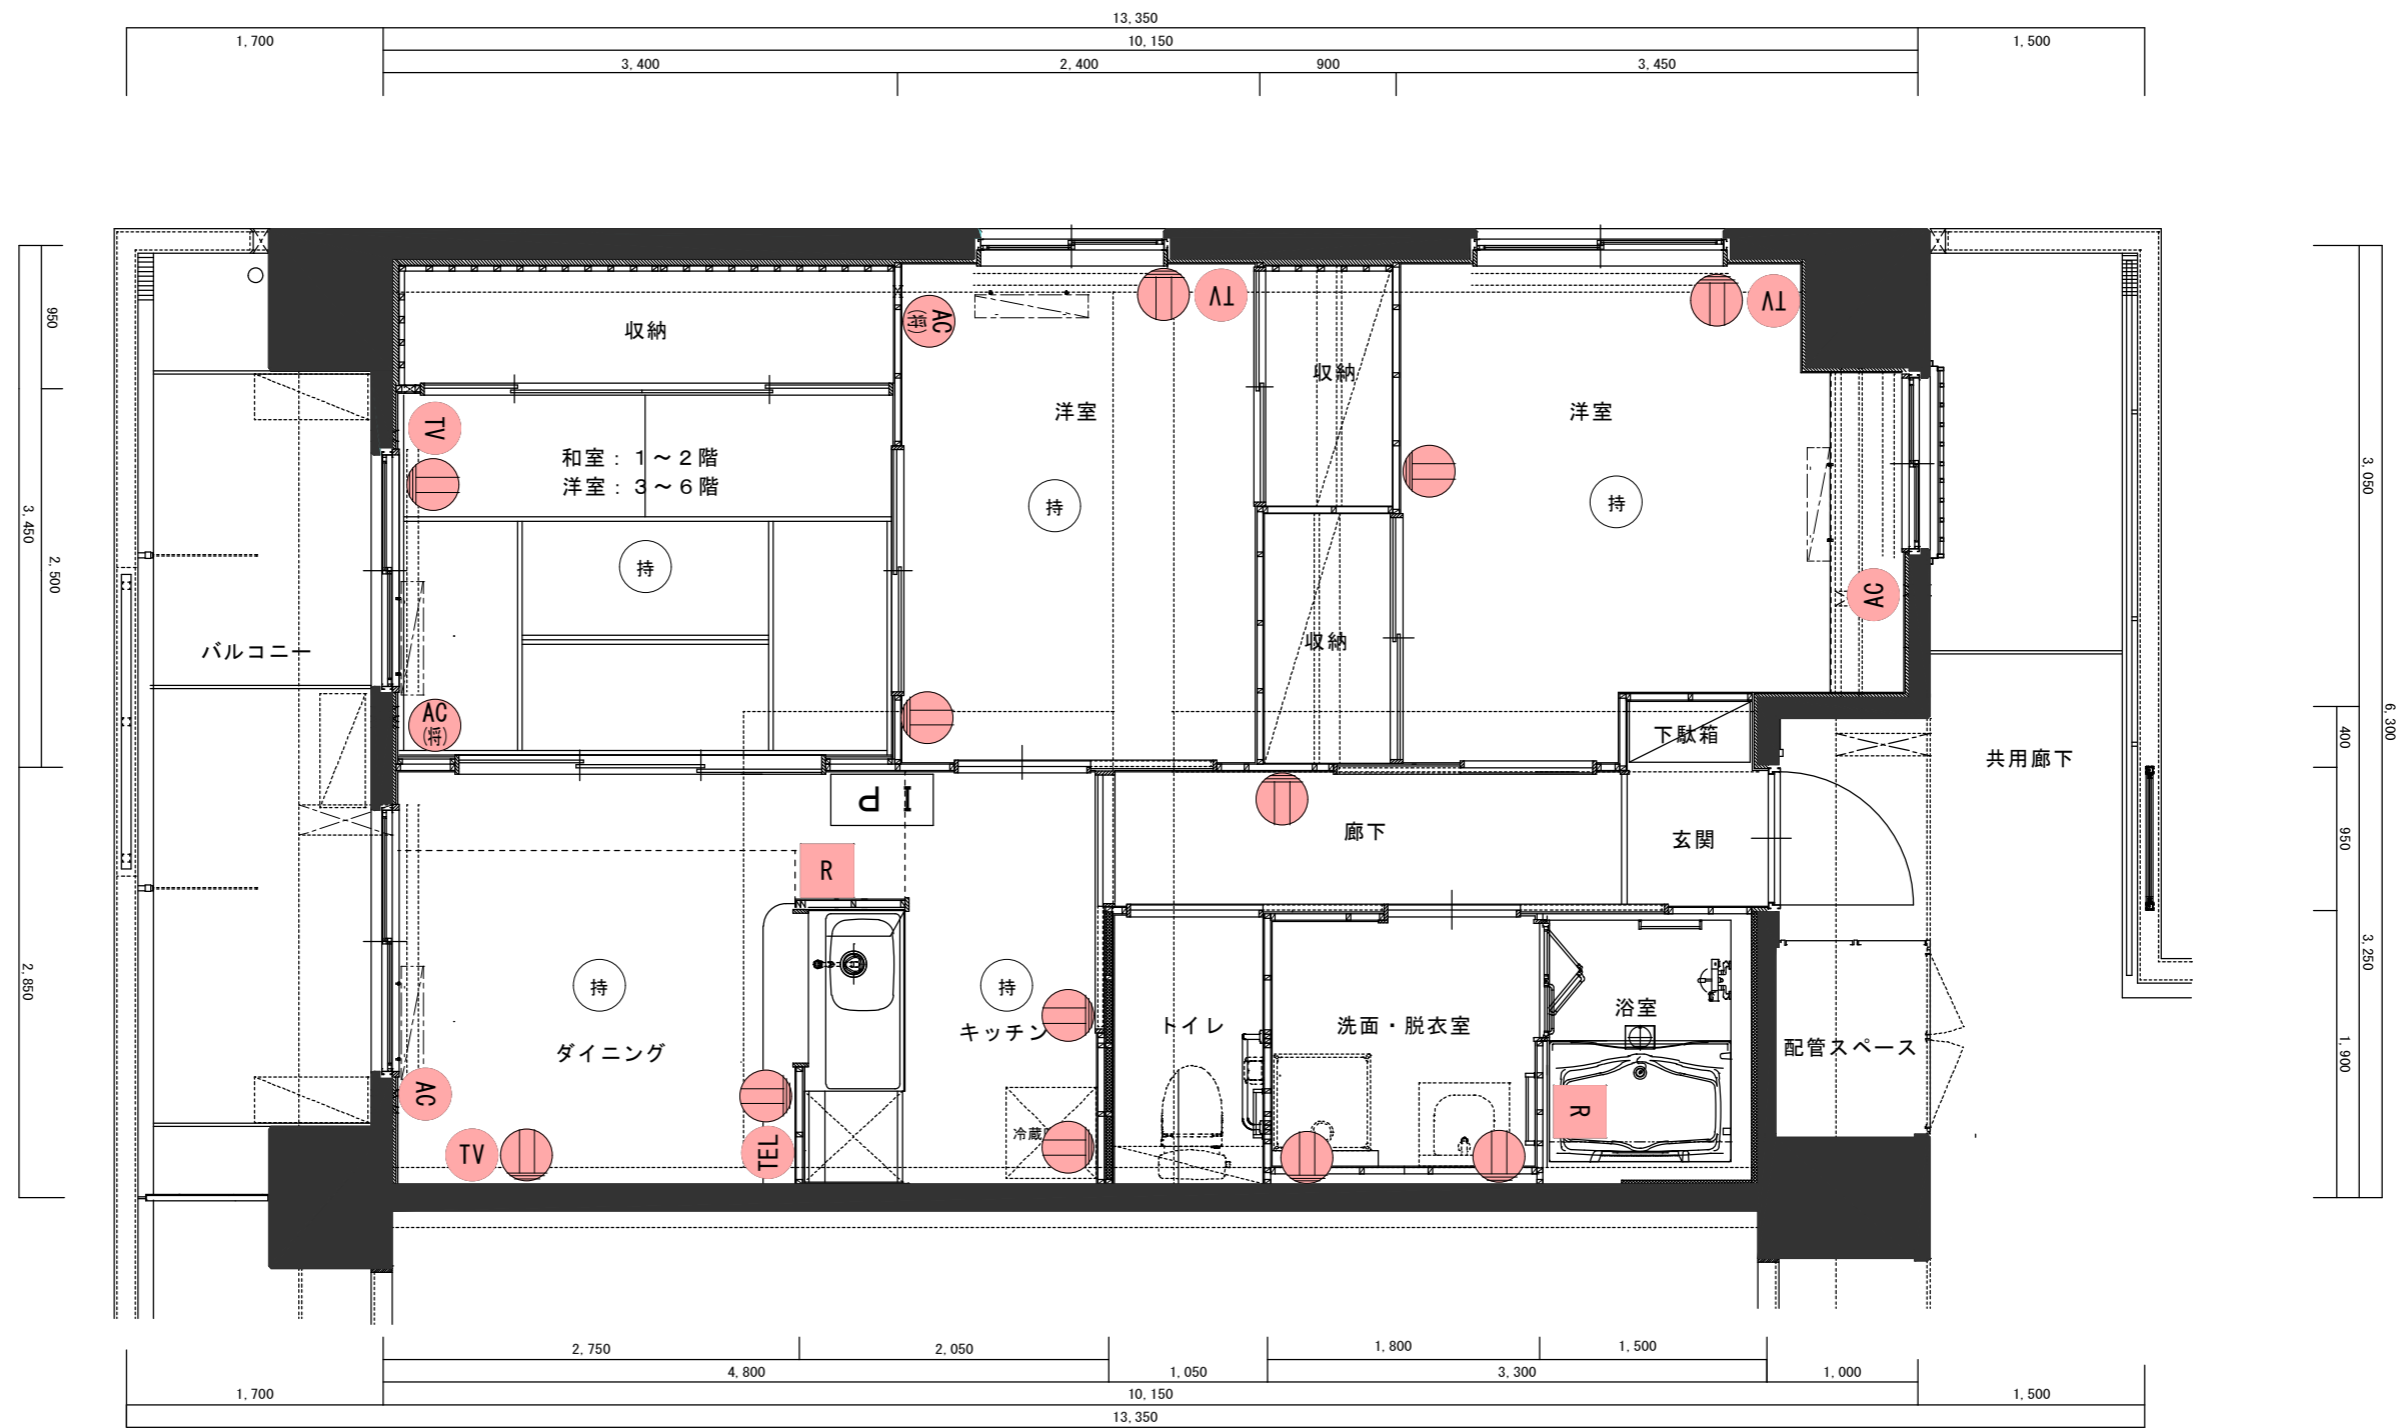 13,350
1,700
10,150
1,500
3,400
2,400
900
3,450
950
3,450
2,500
2,850
3,050
6,300
400
950
3,250
1,900
収納
AC
(将)
TV
TV
収納
洋室
洋室
TV
和室：1～2階
洋室：3～6階
持
持
持
AC
バルコニー
収納
AC
(将)
下駄箱
共用廊下
IP
廊下
玄関
R
持
持
キッチン
トイレ
洗面・脱衣室
浴室
配管スペース
ダイニング
AC
R
冷蔵
TV
TEL
2,750
2,050
1,800
1,500
4,800
1,050
3,300
1,000
1,700
10,150
1,500
13,350